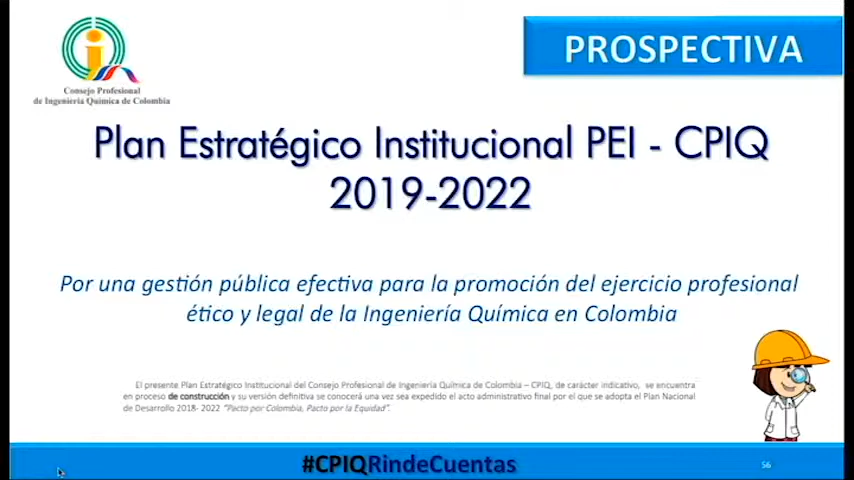 PROSPECTIVA
Consejo Profesional
de Ingeniería Química de Colombia
Plan Estratégico Institucional PEI - CPIQ
2019-2022
Por una gestión pública efectiva para la promoción del ejercicio profesional
ético y legal de la Ingeniería Química en Colombia
El presente Plan Estratégico Institucional del Consejo Profesional de Ingeniería Química de Colombia – CPIQ, de carácter indicativo, se encuentra
en proceso de construcción y su versión definitiva se conocerá una vez sea expedido el acto administrativo final por el que se adopta el Plan Nacional
de Desarrollo 2018- 2022 “Pacto por Colombia, Pacto por la Equidad”.
#CPIQRindeCuentas
56